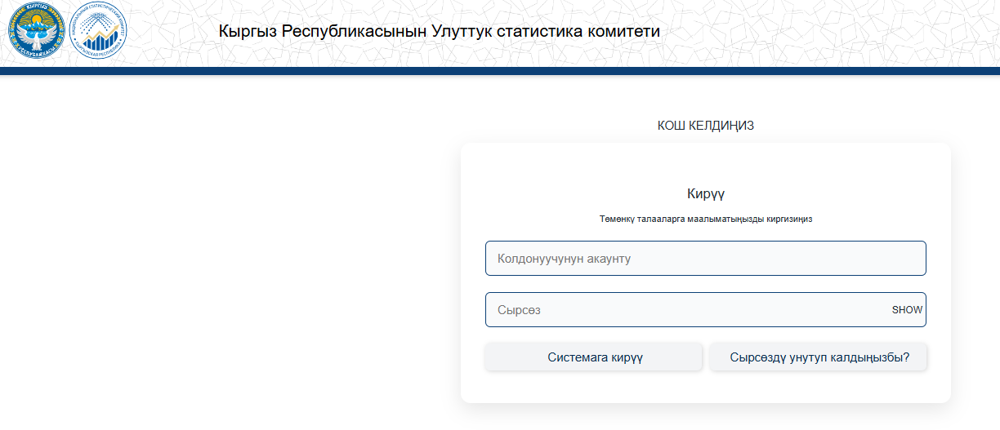 КЫРГЫЗ
РЕСПУБЛИКАСЫ
НАЦИОНАЛЬНЫЙ СТАТИСТИЧЕСКИЙ КОМИТЕТ
КЫРГЫЗСКАЯ РЕСПУБЛИКА
Кыргыз Республикасынын Улуттук статистика комитети
КОШ КЕЛДИҢИЗ
Кирүү
Төмөнкү талааларга маалыматыңызды киргизиңиз
Колдонуучунун акаунту
Сырсөз
SHOW
Системага кирүү
Сырсөздү унутуп калдыңызбы?